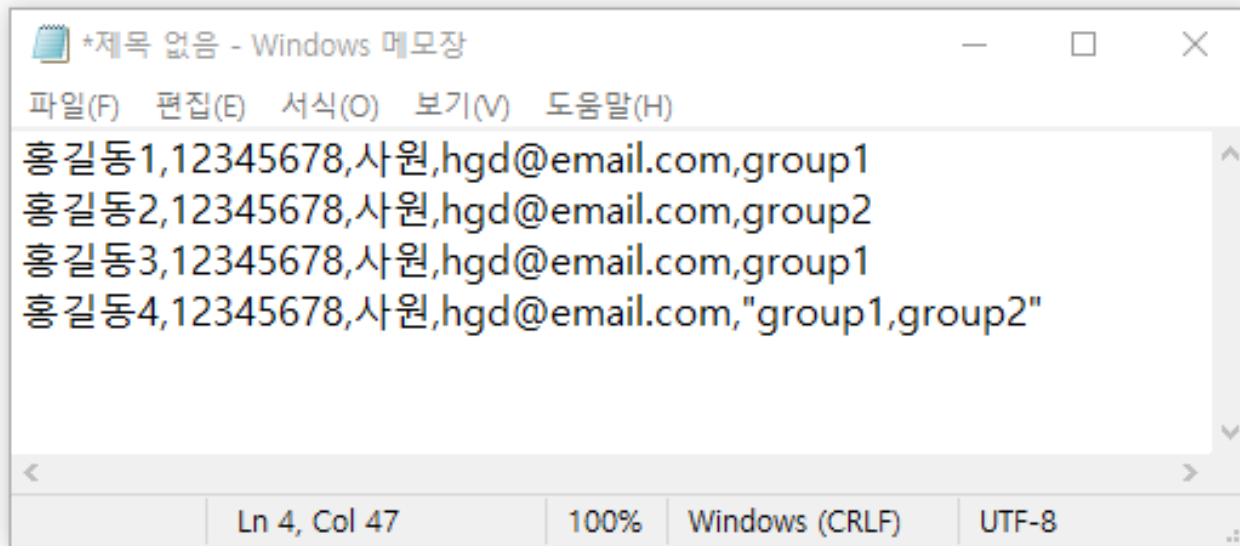 *제목 없음 - Windows 메모장
파일(F) 편집(E) 서식(O) 보기(V) 도움말(H)
홍길동1,12345678,사원,hgd@email.com,group1
홍길동2,12345678,사원,hgd@email.com,group2
홍길동3,12345678,사원,hgd@email.com,group1
홍길동4,12345678,사원,hgd@email.com,"group1,group2"
Ln 4, Col 47 100% Windows (CRLF) UTF-8